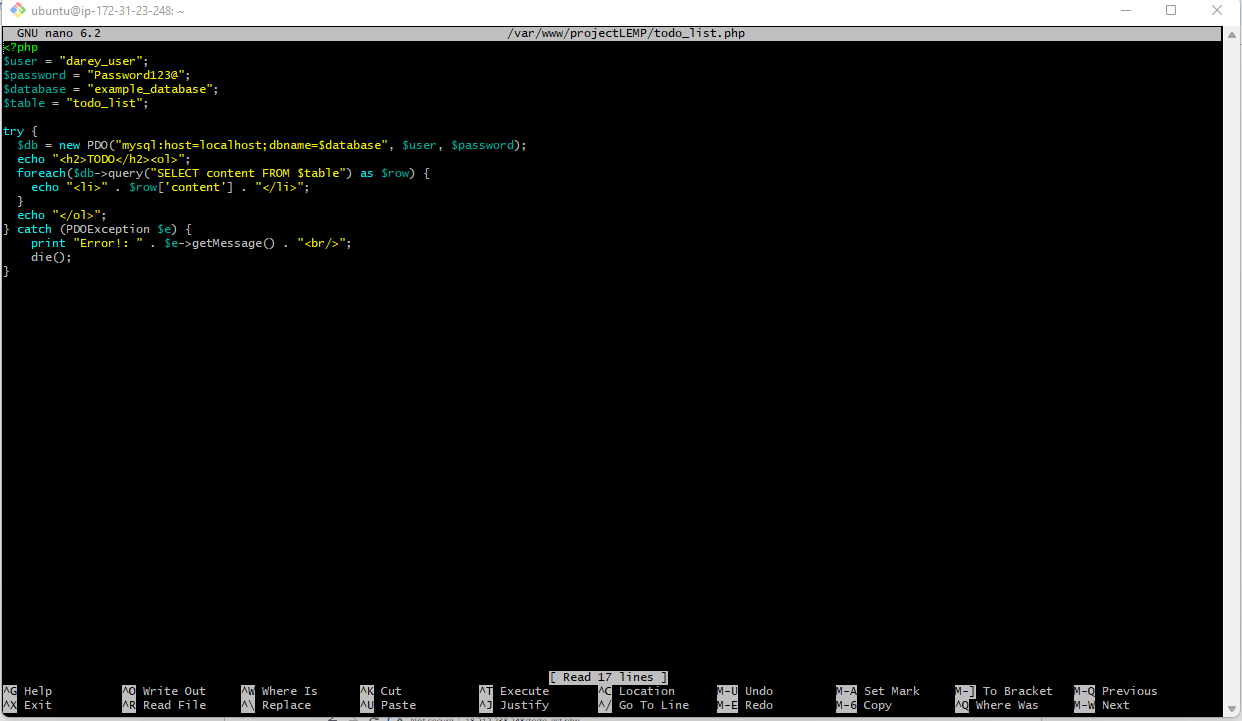 ubuntu@ip-172-31-23-248: ~
GNU nano 6.2 /var/www/projectLEMP/todo_list.php
<?php
$user = "darey_user";
$password = "Password123@";
$database = "example_database";
$table = "todo_list";
try {
  $db = new PDO("mysql:host=localhost;dbname=$database", $user, $password);
  echo "<h2>TODO</h2><ol>";
  foreach($db->query("SELECT content FROM $table") as $row) {
    echo "<li>" . $row['content'] . "</li>";
  }
  echo "</ol>";
} catch (PDOException $e) {
    print "Error!: " . $e->getMessage() . "<br/>";
    die();
}
[ Read 17 lines ]
^G Help ^O Write Out ^W Where Is ^K Cut ^T Execute ^C Location M-U Undo M-A Set Mark M-] To Bracket M-Q Previous
^X Exit ^R Read File ^\ Replace ^U Paste ^J Justify ^/ Go To Line M-E Redo M-6 Copy ^Q Where Was M-W Next